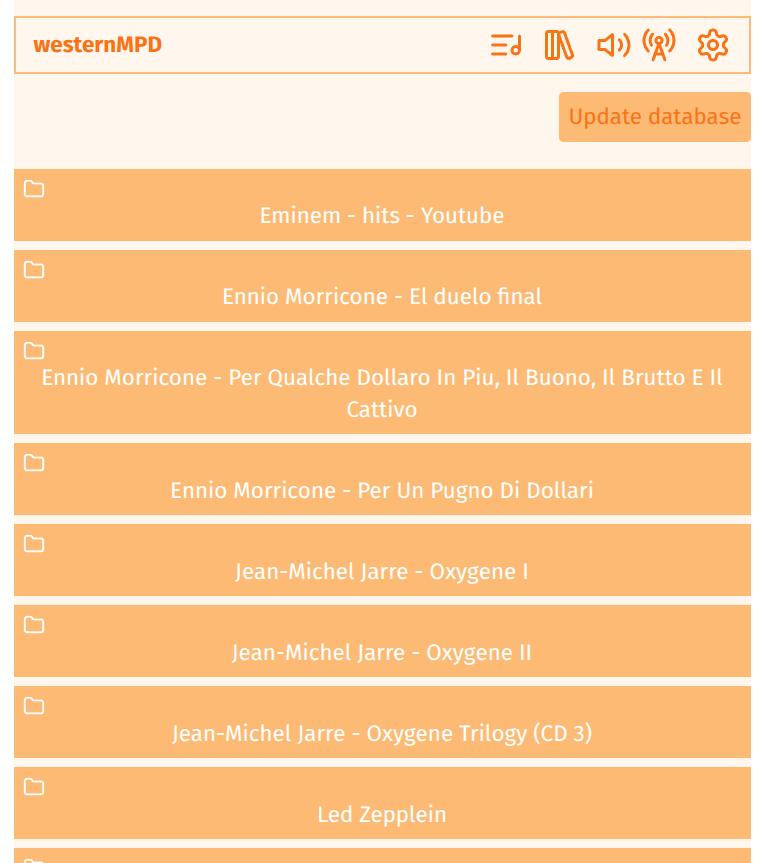 westernMPD
Update database
Eminem - hits - Youtube
Ennio Morricone - El duelo final
Ennio Morricone - Per Qualche Dollaro In Piu, Il Buono, Il Brutto E Il
Cattivo
Ennio Morricone - Per Un Pugno Di Dollari
Jean-Michel Jarre - Oxygene I
Jean-Michel Jarre - Oxygene II
Jean-Michel Jarre - Oxygene Trilogy (CD 3)
Led Zepplein